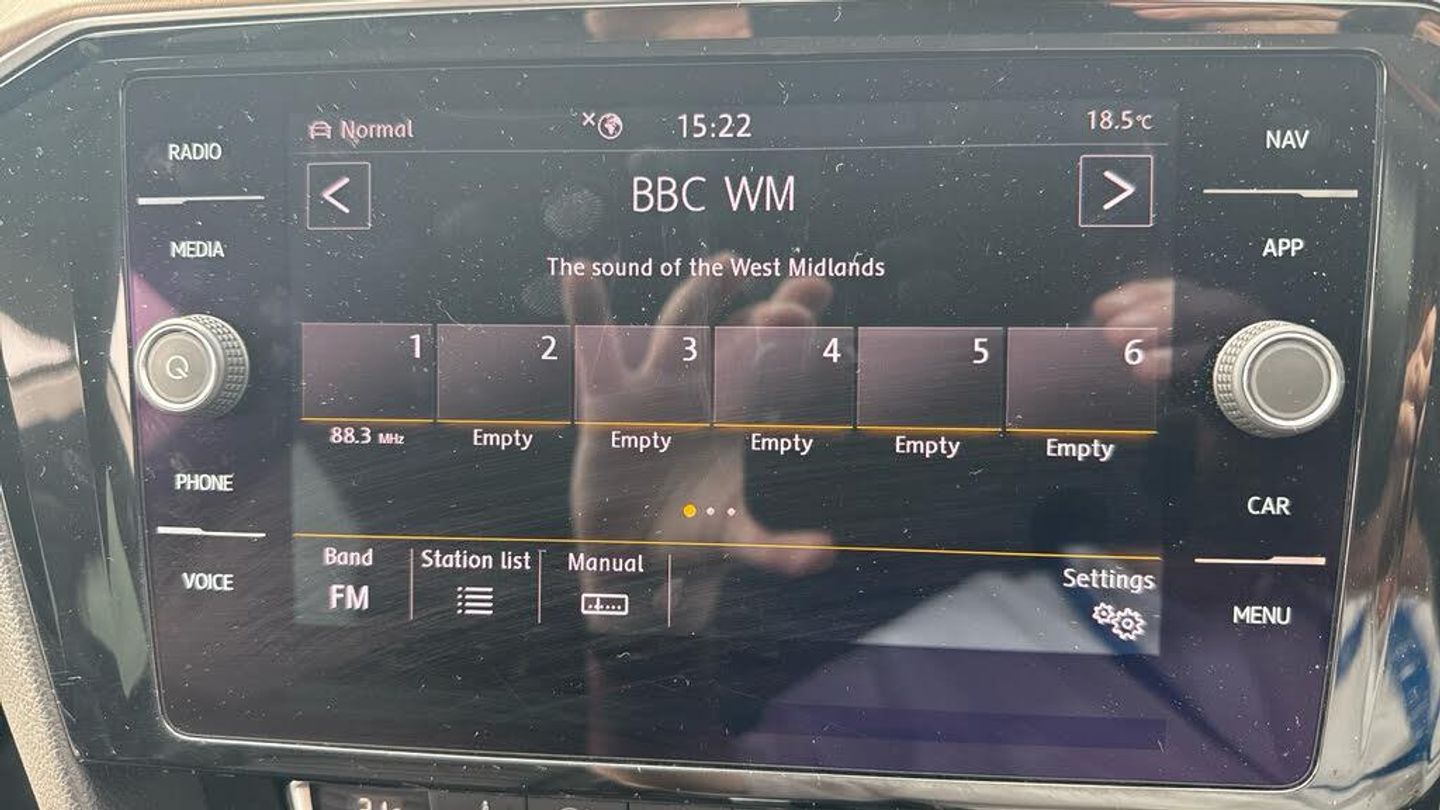 Normal
15:22
18.5°C
RADIO
NAV
BBC WM
MEDIA
APP
The sound of the West Midlands
1 2 3 4 5 6
88.3 MHz Empty Empty Empty Empty Empty
PHONE
CAR
Band
Station list
Manual
Settings
FM
VOICE
MENU